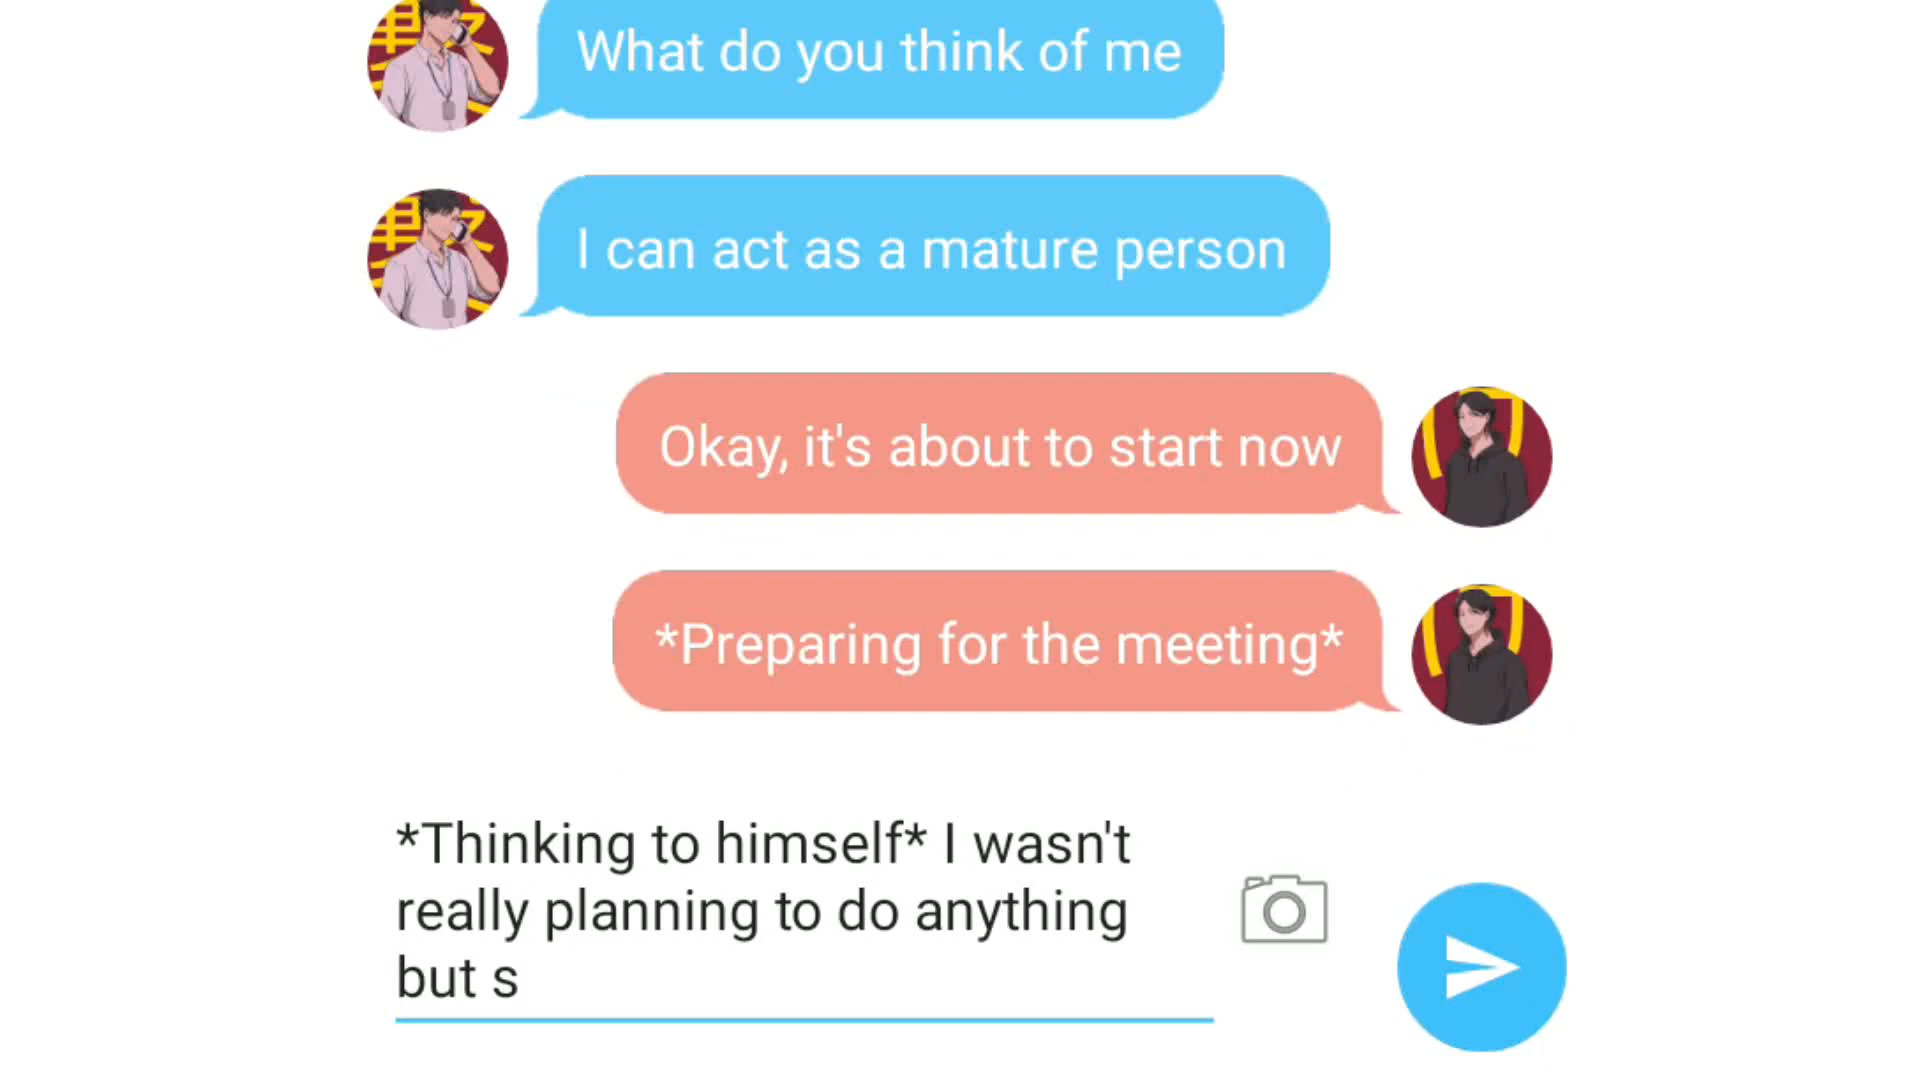 What do you think of me
I can act as a mature person
Okay, it's about to start now
*Preparing for the meeting*
*Thinking to himself* I wasn't
really planning to do anything
but s